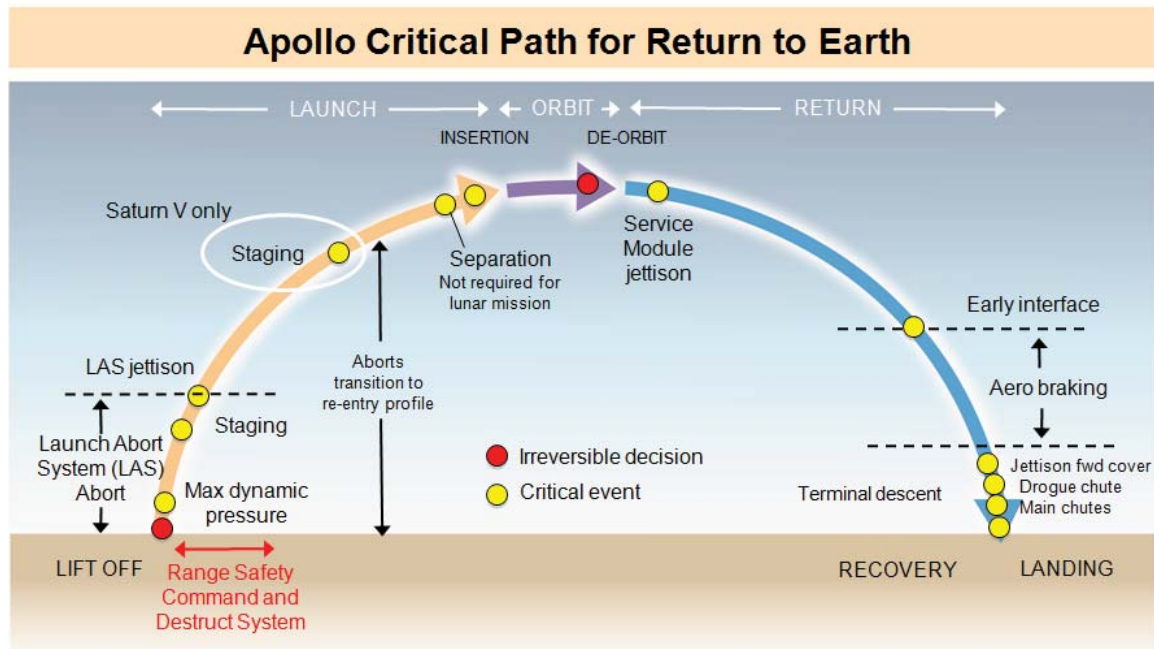 Apollo Critical Path for Return to Earth
LAUNCH
ORBIT
RETURN
INSERTION
DE-ORBIT
Saturn V only
Staging
Separation
Not required for
lunar mission
Service
Module
jettison
Early interface
LAS jettison
Aborts
transition to
re-entry profile
Aero braking
Staging
Launch Abort
System (LAS)
Abort
Irreversible decision
Critical event
Jettison fwd cover
Drogue chute
Main chutes
Terminal descent
Max dynamic
pressure
LIFT OFF
Range Safety
Command and
Destruct System
RECOVERY
LANDING